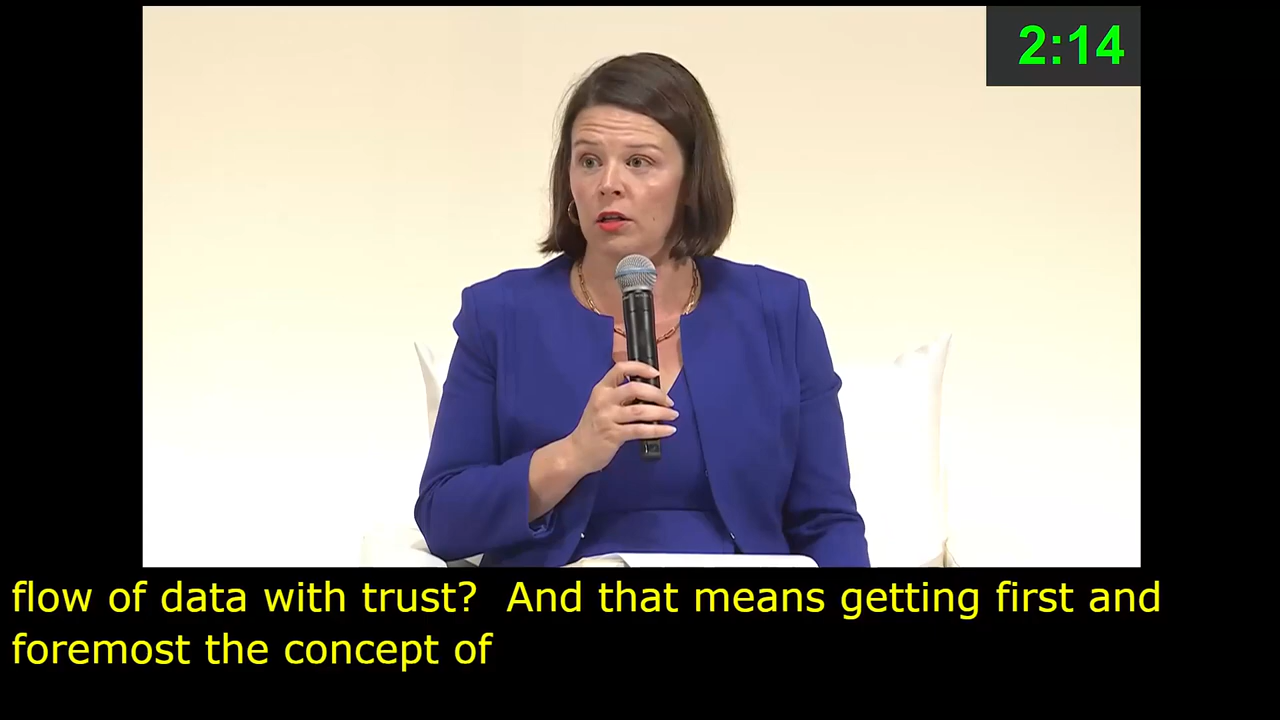 2:14
flow of data with trust?  And that means getting first and
foremost the concept of